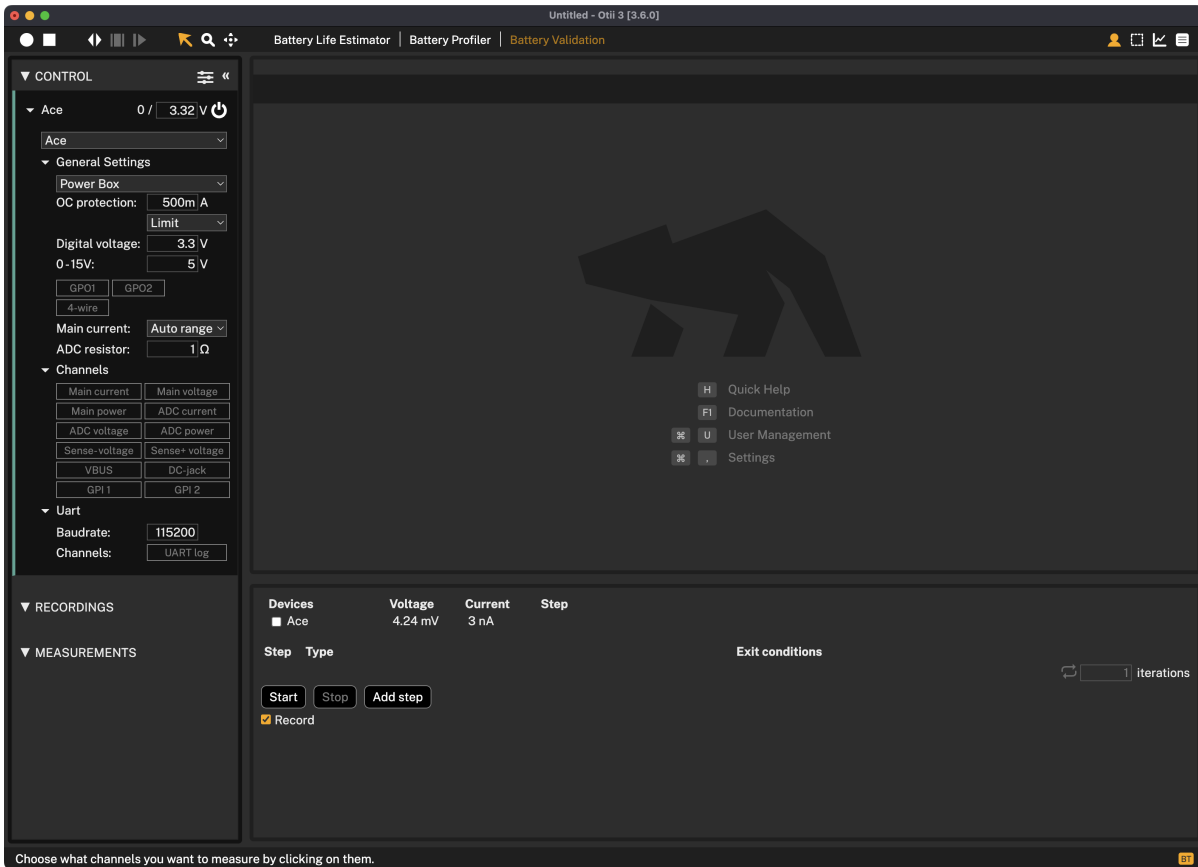 Untitled - Otii 3 [3.6.0]
Battery Life Estimator | Battery Profiler | Battery Validation
▼ CONTROL «
Ace 0 / 3.32 V
Ace
General Settings
Power Box
OC protection: 500m A
Limit
Digital voltage: 3.3 V
0-15V: 5 V
GPO1 GPO2
4-wire
Main current: Auto range
ADC resistor: 1 Ω
Channels
Main current Main voltage
Main power ADC current
ADC voltage ADC power
Sense-voltage Sense+ voltage
VBUS DC-jack
GPI 1 GPI 2
Uart
Baudrate: 115200
Channels: UART log
▼ RECORDINGS
▼ MEASUREMENTS
H Quick Help
F1 Documentation
⌘ U User Management
⌘ , Settings
Devices Voltage Current Step
Ace 4.24 mV 3 nA
Step Type Exit conditions
1 iterations
Start Stop Add step
Record
Choose what channels you want to measure by clicking on them.
BT